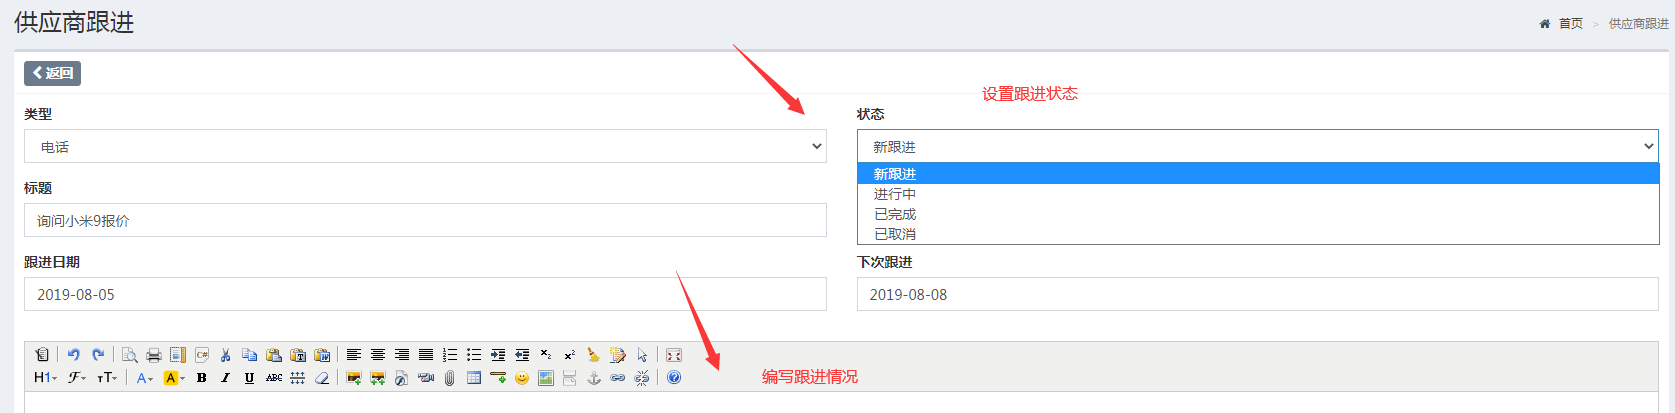 供应商跟进
首页 > 供应商跟进
返回
设置跟进状态
类型
状态
电话
新跟进
新跟进
进行中
已完成
已取消
标题
询问小米9报价
跟进日期
下次跟进
2019-08-05
2019-08-08
编写跟进情况